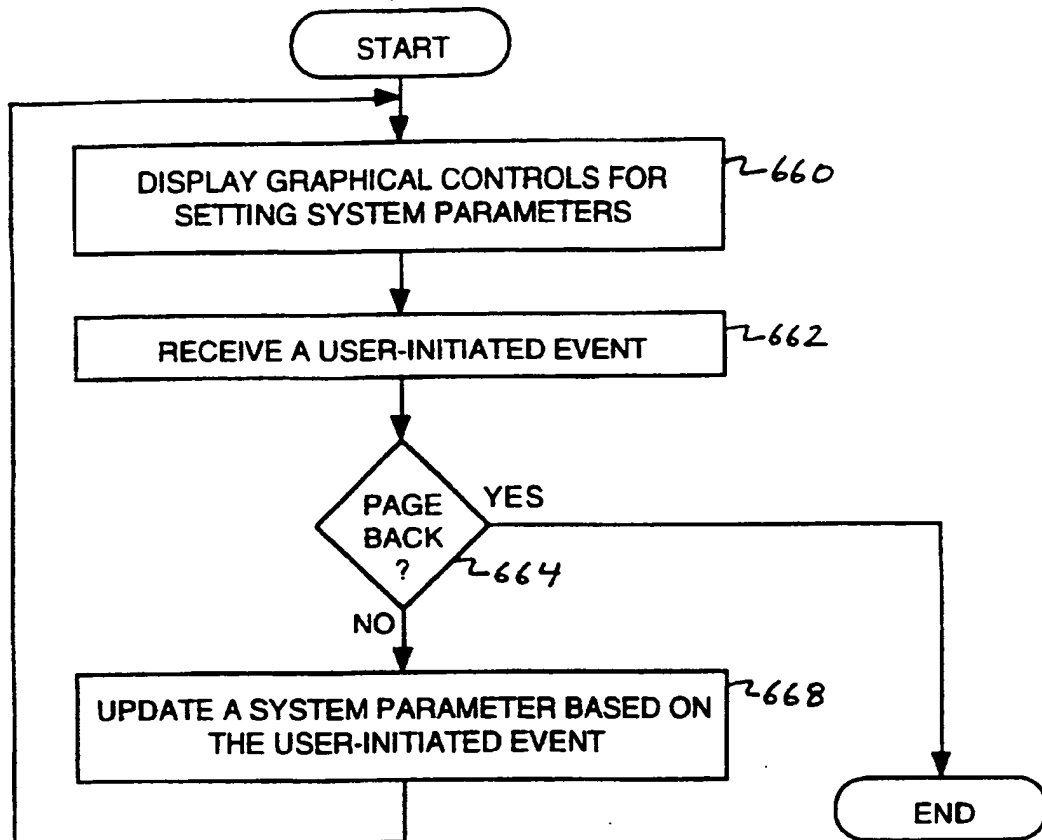 START
DISPLAY GRAPHICAL CONTROLS FOR
SETTING SYSTEM PARAMETERS
660
RECEIVE A USER-INITIATED EVENT
662
PAGE
BACK
?
YES
664
NO
UPDATE A SYSTEM PARAMETER BASED ON
THE USER-INITIATED EVENT
668
END